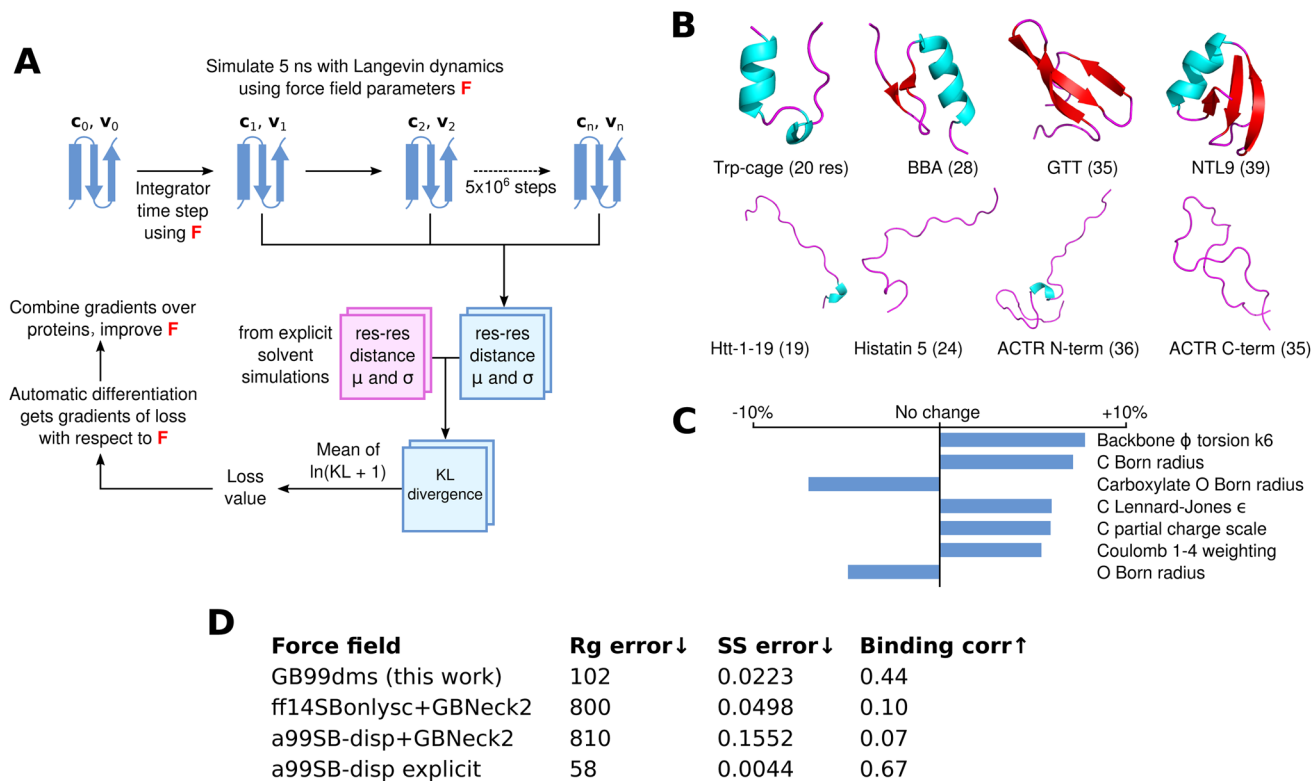 A
Simulate 5 ns with Langevin dynamics
using force field parameters F
c0, v0
c1, v1
c2, v2
cn, vn
Integrator
time step
using F
5x10⁶ steps
Combine gradients over
proteins, improve F
from explicit
solvent
simulations
res-res
distance
μ and σ
res-res
distance
μ and σ
Automatic differentiation
gets gradients of loss
with respect to F
Mean of
ln(KL + 1)
KL
divergence
Loss
value
B
Trp-cage (20 res)
BBA (28)
GTT (35)
NTL9 (39)
Htt-1-19 (19)
Histatin 5 (24)
ACTR N-term (36)
ACTR C-term (35)
C
-10%
No change
+10%
Backbone ϕ torsion k6
C Born radius
Carboxylate O Born radius
C Lennard-Jones ϵ
C partial charge scale
Coulomb 1-4 weighting
O Born radius
D
Force field Rg error↓ SS error↓ Binding corr↑
GB99dms (this work) 102 0.0223 0.44
ff14SBonlysc+GBNeck2 800 0.0498 0.10
a99SB-disp+GBNeck2 810 0.1552 0.07
a99SB-disp explicit 58 0.0044 0.67